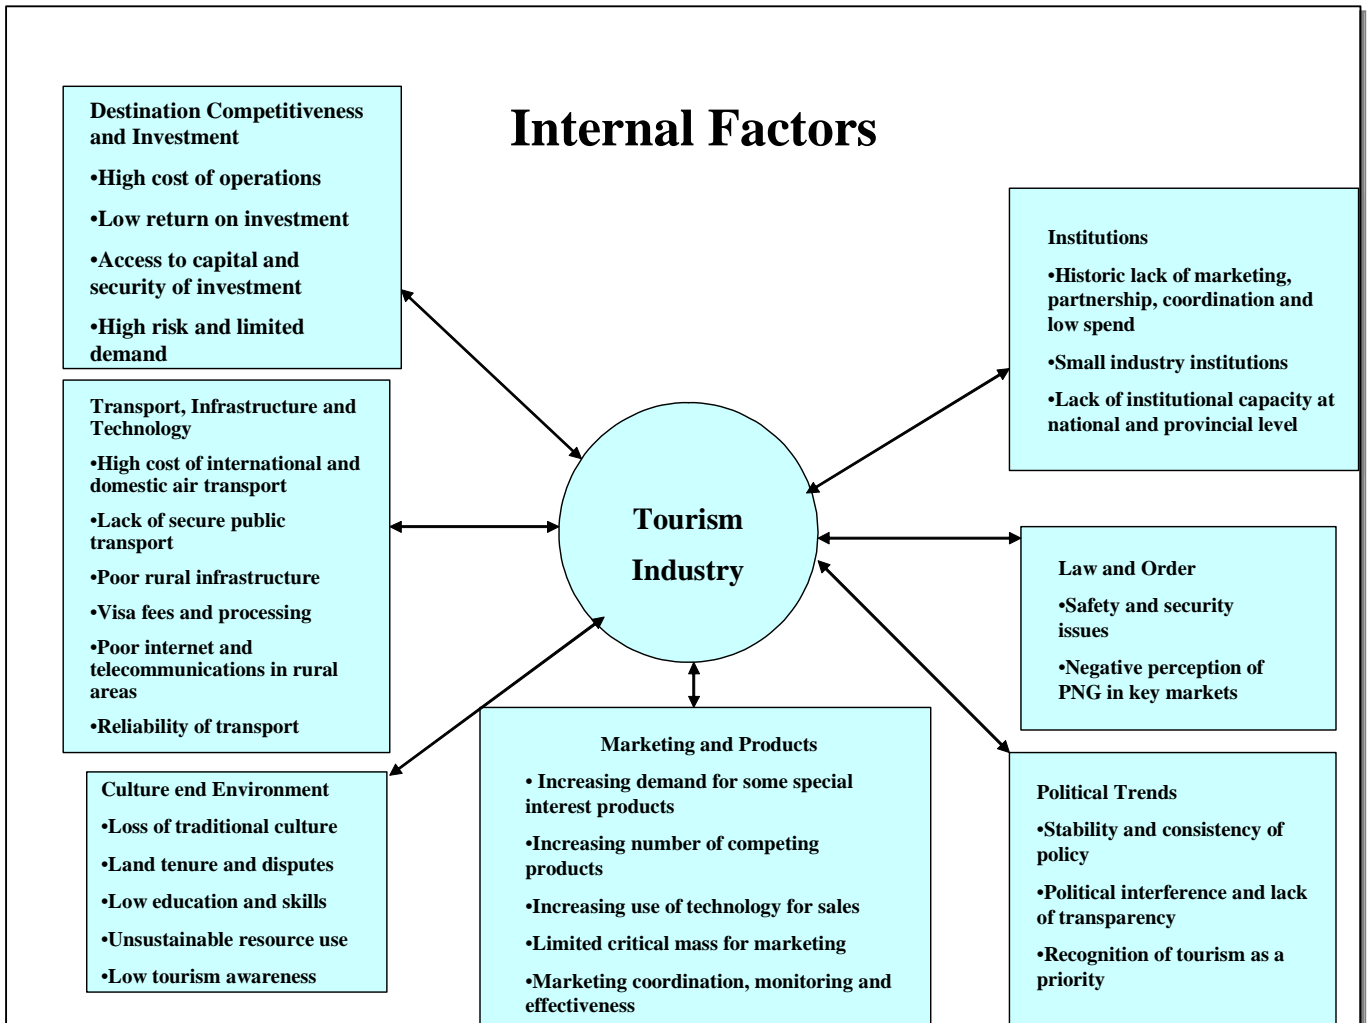 Internal Factors
Destination Competitiveness
and Investment
•High cost of operations
•Low return on investment
•Access to capital and
security of investment
•High risk and limited
demand
Transport, Infrastructure and
Technology
•High cost of international and
domestic air transport
•Lack of secure public
transport
•Poor rural infrastructure
•Visa fees and processing
•Poor internet and
telecommunications in rural
areas
•Reliability of transport
Culture end Environment
•Loss of traditional culture
•Land tenure and disputes
•Low education and skills
•Unsustainable resource use
•Low tourism awareness
Tourism
Industry
Marketing and Products
• Increasing demand for some special
interest products
•Increasing number of competing
products
•Increasing use of technology for sales
•Limited critical mass for marketing
•Marketing coordination, monitoring and
effectiveness
Institutions
•Historic lack of marketing,
partnership, coordination and
low spend
•Small industry institutions
•Lack of institutional capacity at
national and provincial level
Law and Order
•Safety and security
issues
•Negative perception of
PNG in key markets
Political Trends
•Stability and consistency of
policy
•Political interference and lack
of transparency
•Recognition of tourism as a
priority